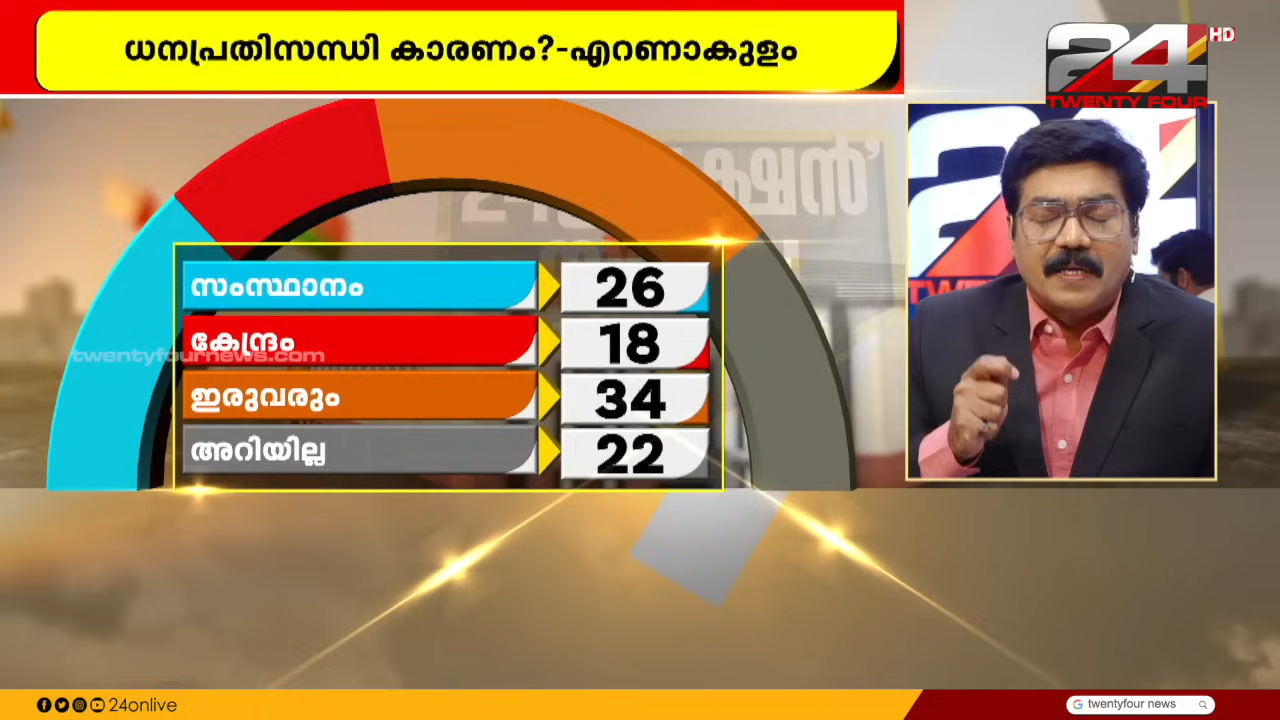 ധനപ്രതിസന്ധി കാരണം?-എറണാകുളം
24 HD
TWENTY FOUR
സംസ്ഥാനം 26
കേന്ദ്രം 18
twentyfournews.com
ഇരുവരും 34
അറിയില്ല 22
24onlive
twentyfour news